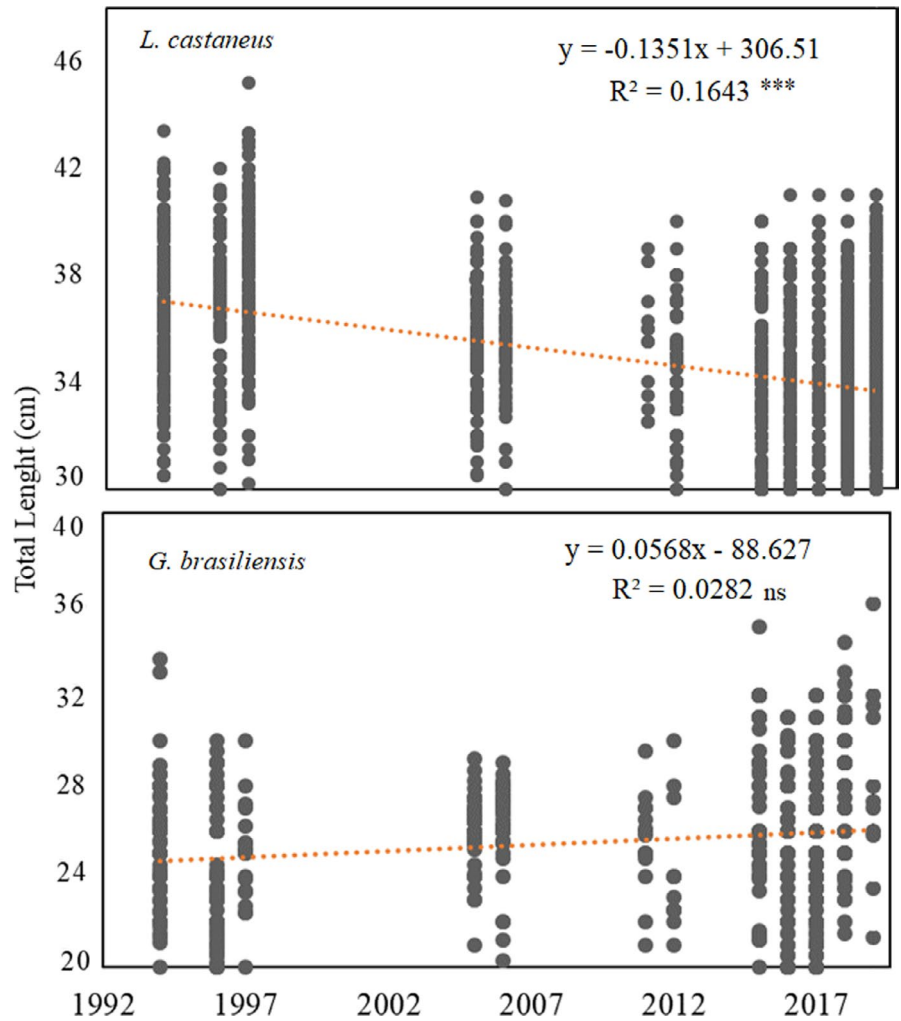 L. castaneus
y = -0.1351x + 306.51
R² = 0.1643 ***
46
42
38
34
30
Total Lenght (cm)
G. brasiliensis
y = 0.0568x - 88.627
R² = 0.0282 ns
40
36
32
28
24
20
1992 1997 2002 2007 2012 2017